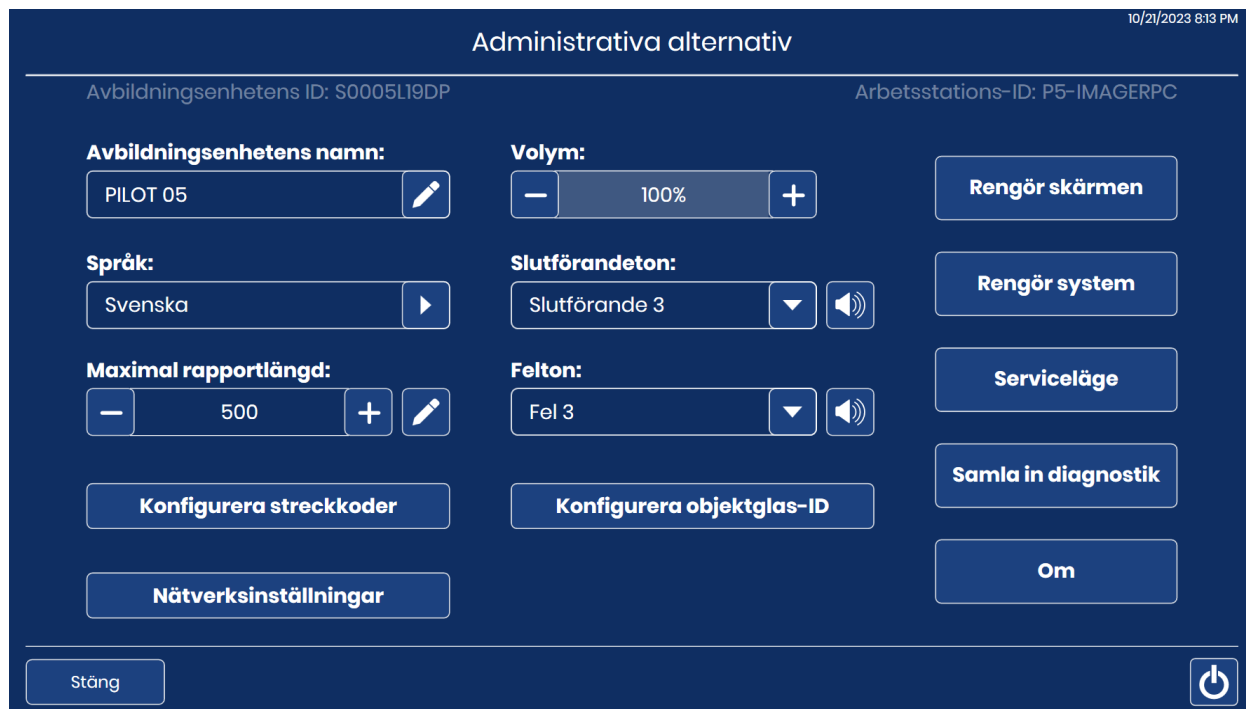 10/21/2023 8:13 PM
Administrativa alternativ
Avbildningsenhetens ID: S0005L19DP
Arbetsstations-ID: P5-IMAGERPC
Avbildningsenhetens namn:
PILOT 05
Volym:
100%
Rengör skärmen
Språk:
Svenska
Slutförandeton:
Slutförande 3
Rengör system
Maximal rapportlängd:
500
Felton:
Fel 3
Serviceläge
Konfigurera streckkoder
Konfigurera objektglas-ID
Samla in diagnostik
Nätverksinställningar
Om
Stäng